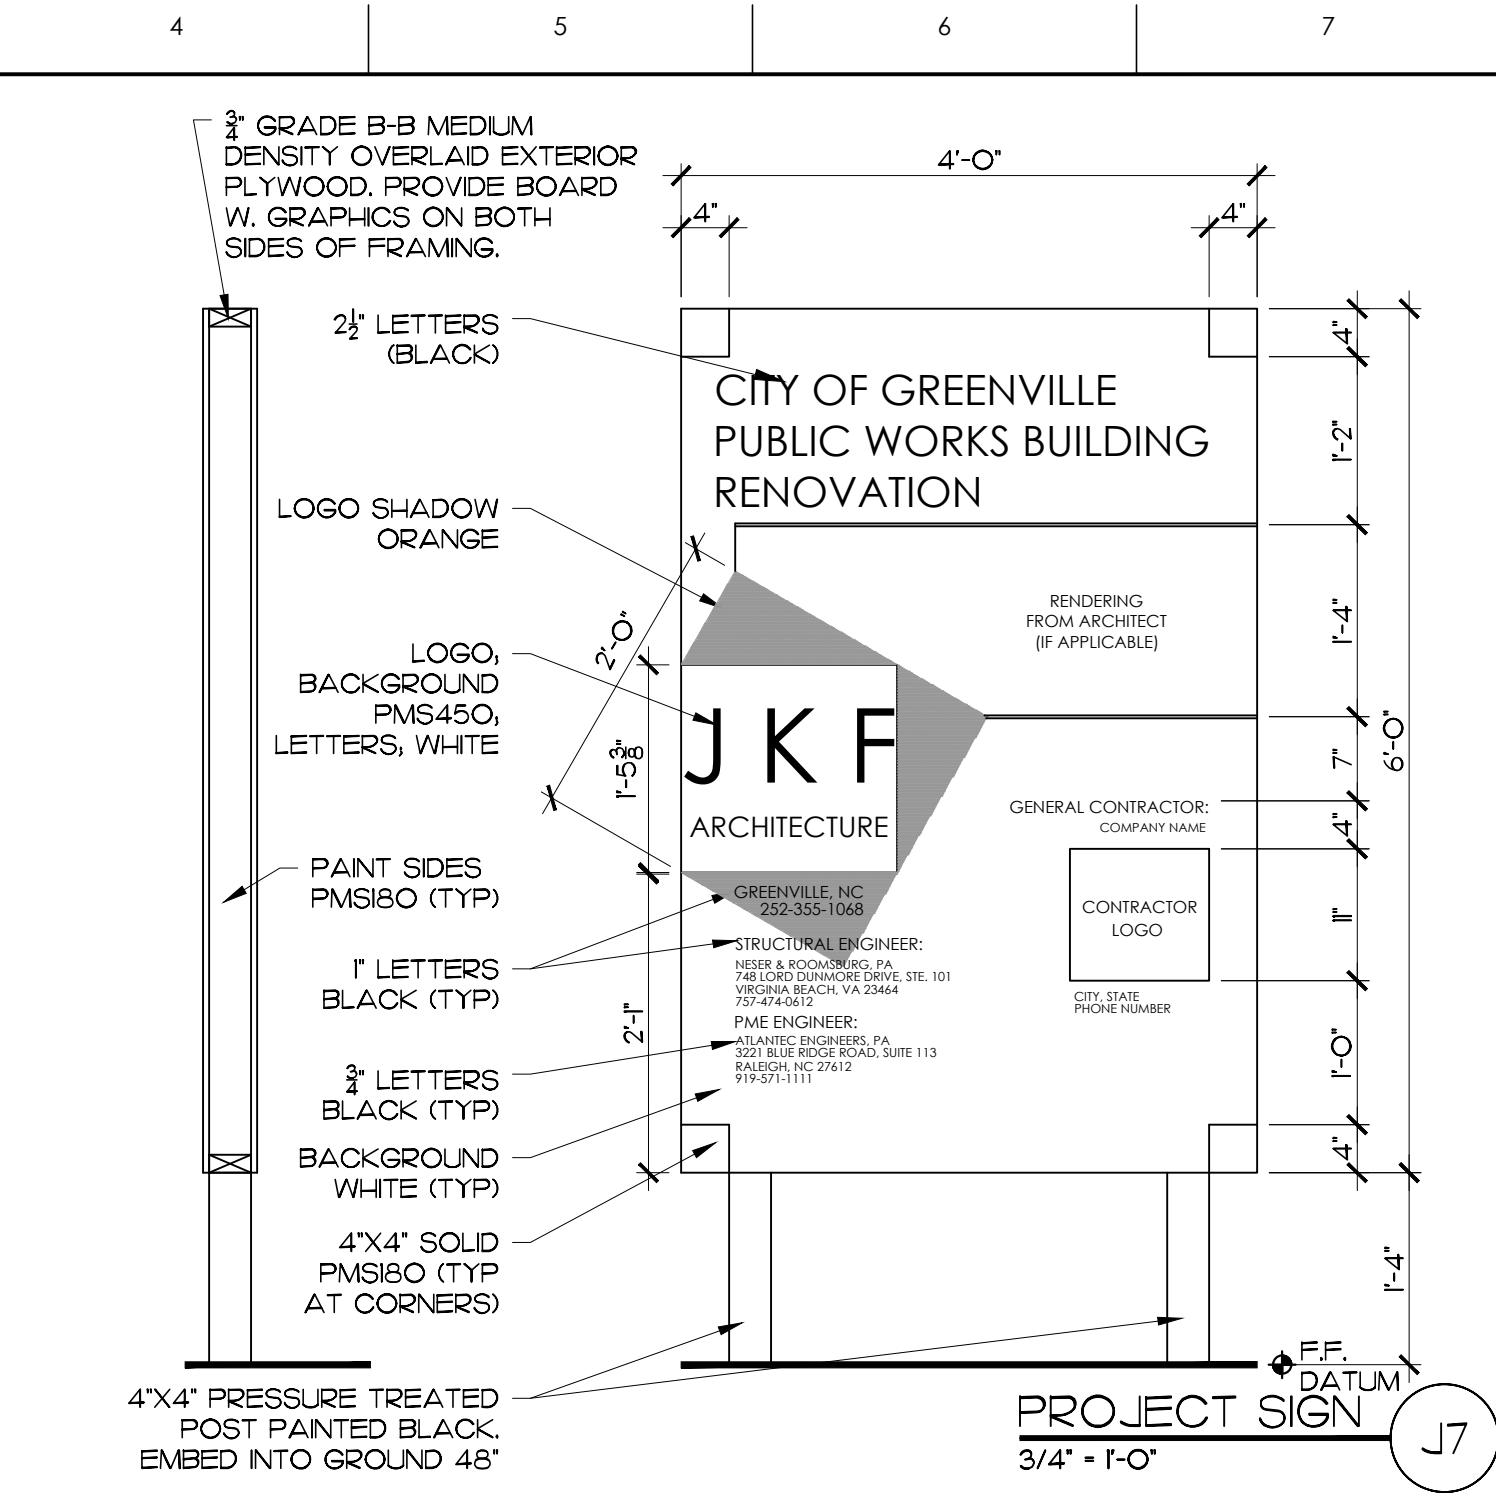 4 5 6 7
3/4" GRADE B-B MEDIUM
DENSITY OVERLAID EXTERIOR
PLYWOOD. PROVIDE BOARD
W. GRAPHICS ON BOTH
SIDES OF FRAMING.
4'-0"
4" 4"
2 1/2" LETTERS
(BLACK)
LOGO SHADOW
ORANGE
LOGO;
BACKGROUND
PMS450;
LETTERS; WHITE
PAINT SIDES
PMS180 (TYP)
1" LETTERS
BLACK (TYP)
3/4" LETTERS
BLACK (TYP)
BACKGROUND
WHITE (TYP)
4"X4" SOLID
PMS180 (TYP
AT CORNERS)
4"X4" PRESSURE TREATED
POST PAINTED BLACK.
EMBED INTO GROUND 48"
2'-0"
1'-5 3/8"
2'-1"
CITY OF GREENVILLE
PUBLIC WORKS BUILDING
RENOVATION
RENDERING
FROM ARCHITECT
(IF APPLICABLE)
J K F
ARCHITECTURE
GREENVILLE, NC
252-355-1068
STRUCTURAL ENGINEER:
NESER & ROOMSBURG, PA
748 LORD DUNMORE DRIVE, STE. 101
VIRGINIA BEACH, VA 23464
757-474-0612
PME ENGINEER:
ATLANTEC ENGINEERS, PA
3221 BLUE RIDGE ROAD, SUITE 113
RALEIGH, NC 27612
919-571-1111
GENERAL CONTRACTOR:
COMPANY NAME
CONTRACTOR
LOGO
CITY, STATE
PHONE NUMBER
4"
1'-2"
1'-4"
7"
4"
11"
1'-0"
4"
6'-0"
1'-4"
F.F.
DATUM
PROJECT SIGN
3/4" = 1'-0"
J7